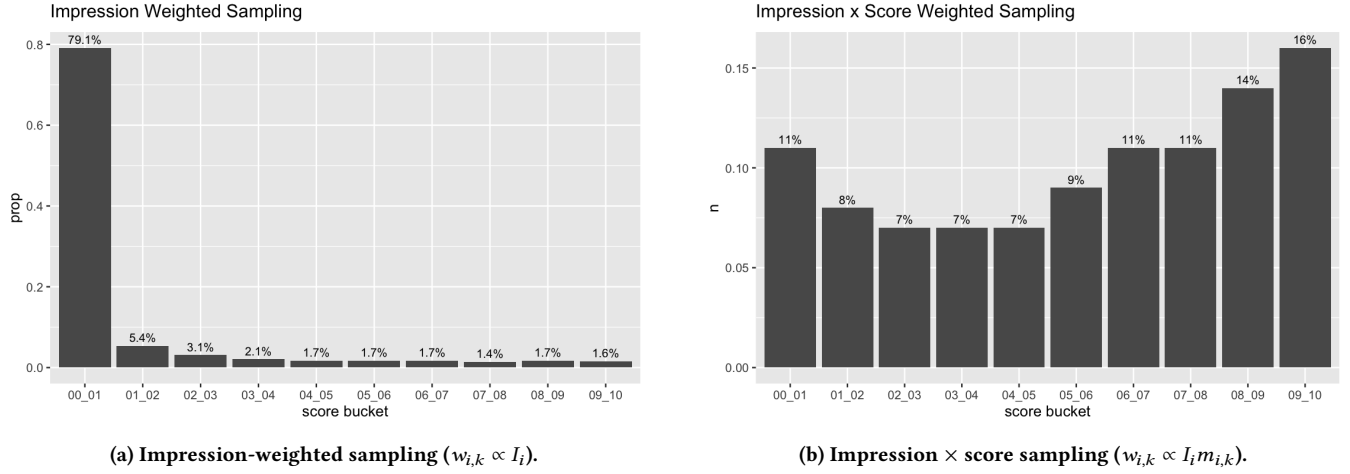 Impression Weighted Sampling
79.1%
5.4%
3.1%
2.1%
1.7%
1.7%
1.7%
1.4%
1.7%
1.6%
0.8
0.6
0.4
0.2
0.0
prop
00_01 01_02 02_03 03_04 04_05 05_06 06_07 07_08 08_09 09_10
score bucket
(a) Impression-weighted sampling (w_{i,k} ∝ I_i).
Impression x Score Weighted Sampling
11%
8%
7%
7%
7%
9%
11%
11%
14%
16%
0.15
0.10
0.05
0.00
n
00_01 01_02 02_03 03_04 04_05 05_06 06_07 07_08 08_09 09_10
score bucket
(b) Impression × score sampling (w_{i,k} ∝ I_i m_{i,k}).